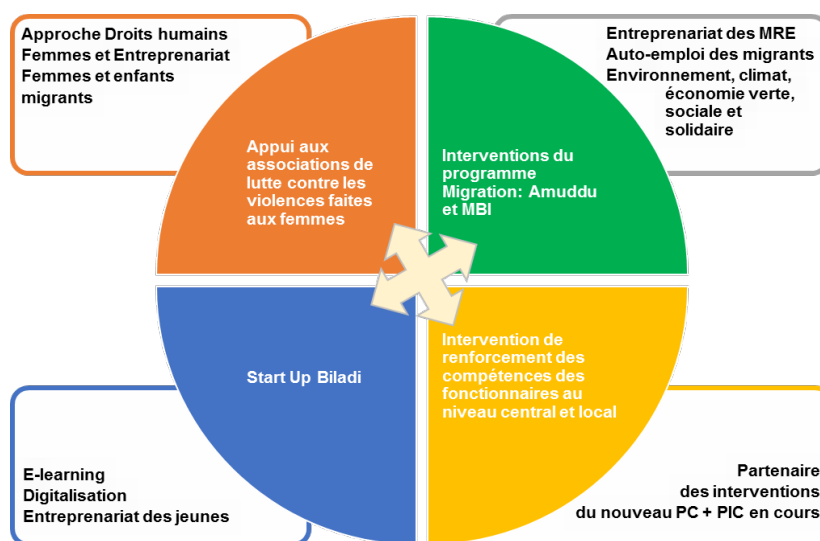 Approche Droits humains
Femmes et Entreprenariat
Femmes et enfants
migrants
Entreprenariat des MRE
Auto-emploi des migrants
Environnement, climat,
économie verte,
sociale et
solidaire
Appui aux
associations de
lutte contre les
violences faites
aux femmes
Interventions du
programme
Migration: Amuddu
et MBI
Start Up Biladi
Intervention de
renforcement des
compétences des
fonctionnaires au
niveau central et local
E-learning
Digitalisation
Entreprenariat des jeunes
Partenaire
des interventions
du nouveau PC + PIC en cours